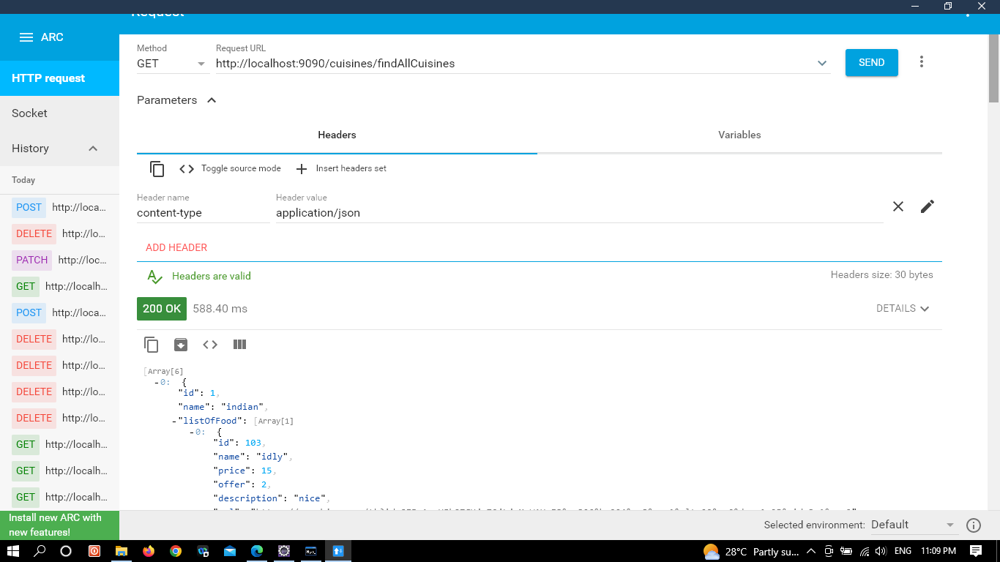 ARC
HTTP request
Socket
History
Today
POST http://loca...
DELETE http://lo...
PATCH http://loc...
GET http://localh...
POST http://loca...
DELETE http://lo...
DELETE http://lo...
DELETE http://lo...
DELETE http://lo...
GET http://localh...
GET http://localh...
GET http://localh...
Install new ARC with
new features!
Request
Method
GET
Request URL
http://localhost:9090/cuisines/findAllCuisines
SEND
Parameters
Headers
Variables
Toggle source mode
Insert headers set
Header name
content-type
Header value
application/json
ADD HEADER
Headers are valid
Headers size: 30 bytes
200 OK 588.40 ms
DETAILS
[Array[6]
-0: {
"id": 1,
"name": "indian",
-"listOfFood": [Array[1]
-0: {
"id": 103,
"name": "idly",
"price": 15,
"offer": 2,
"description": "nice",
Selected environment: Default
28°C Partly su...
ENG
11:09 PM